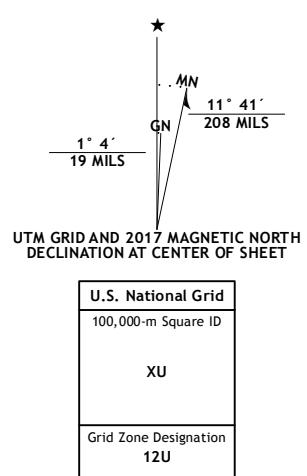 MN
GN
11° 41´
208 MILS
1° 4´
19 MILS
UTM GRID AND 2017 MAGNETIC NORTH
DECLINATION AT CENTER OF SHEET
U.S. National Grid
100,000-m Square ID
XU
Grid Zone Designation
12U